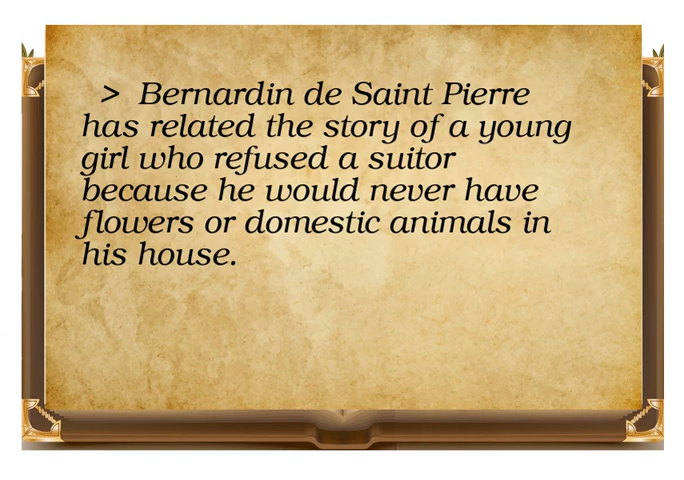 > Bernardin de Saint Pierre
has related the story of a young
girl who refused a suitor
because he would never have
flowers or domestic animals in
his house.